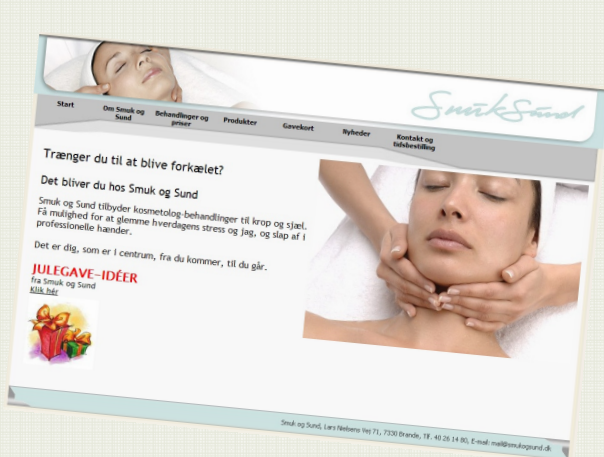 Smuk&Sund
Start
Om Smuk og
Sund
Behandlinger og
priser
Produkter
Gavekort
Nyheder
Kontakt og
tidsbestilling
Trænger du til at blive forkælet?
Det bliver du hos Smuk og Sund
Smuk og Sund tilbyder kosmetolog-behandlinger til krop og sjæl.
Få mulighed for at glemme hverdagens stress og jag, og slap af i
professionelle hænder.
Det er dig, som er i centrum, fra du kommer, til du går.
JULEGAVE-IDÉER
fra Smuk og Sund
Klik hér
Smuk og Sund, Lars Nielsens Vej 71, 7330 Brande, Tlf. 40 26 14 80, E-mail: mail@smukogsund.dk